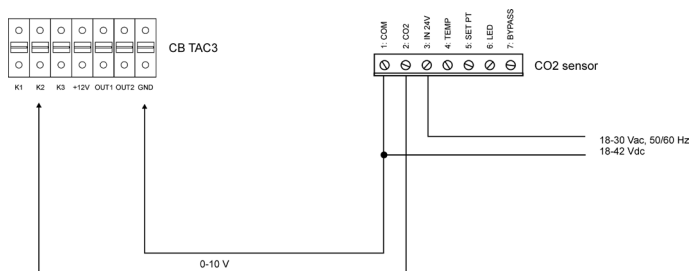 CB TAC3
K1 K2 K3 +12V OUT1 OUT2 GND
1: COM
2: CO2
3: IN 24V
4: TEMP
5: SET PT
6: LED
7: BYPASS
CO2 sensor
18-30 Vac, 50/60 Hz
18-42 Vdc
0-10 V